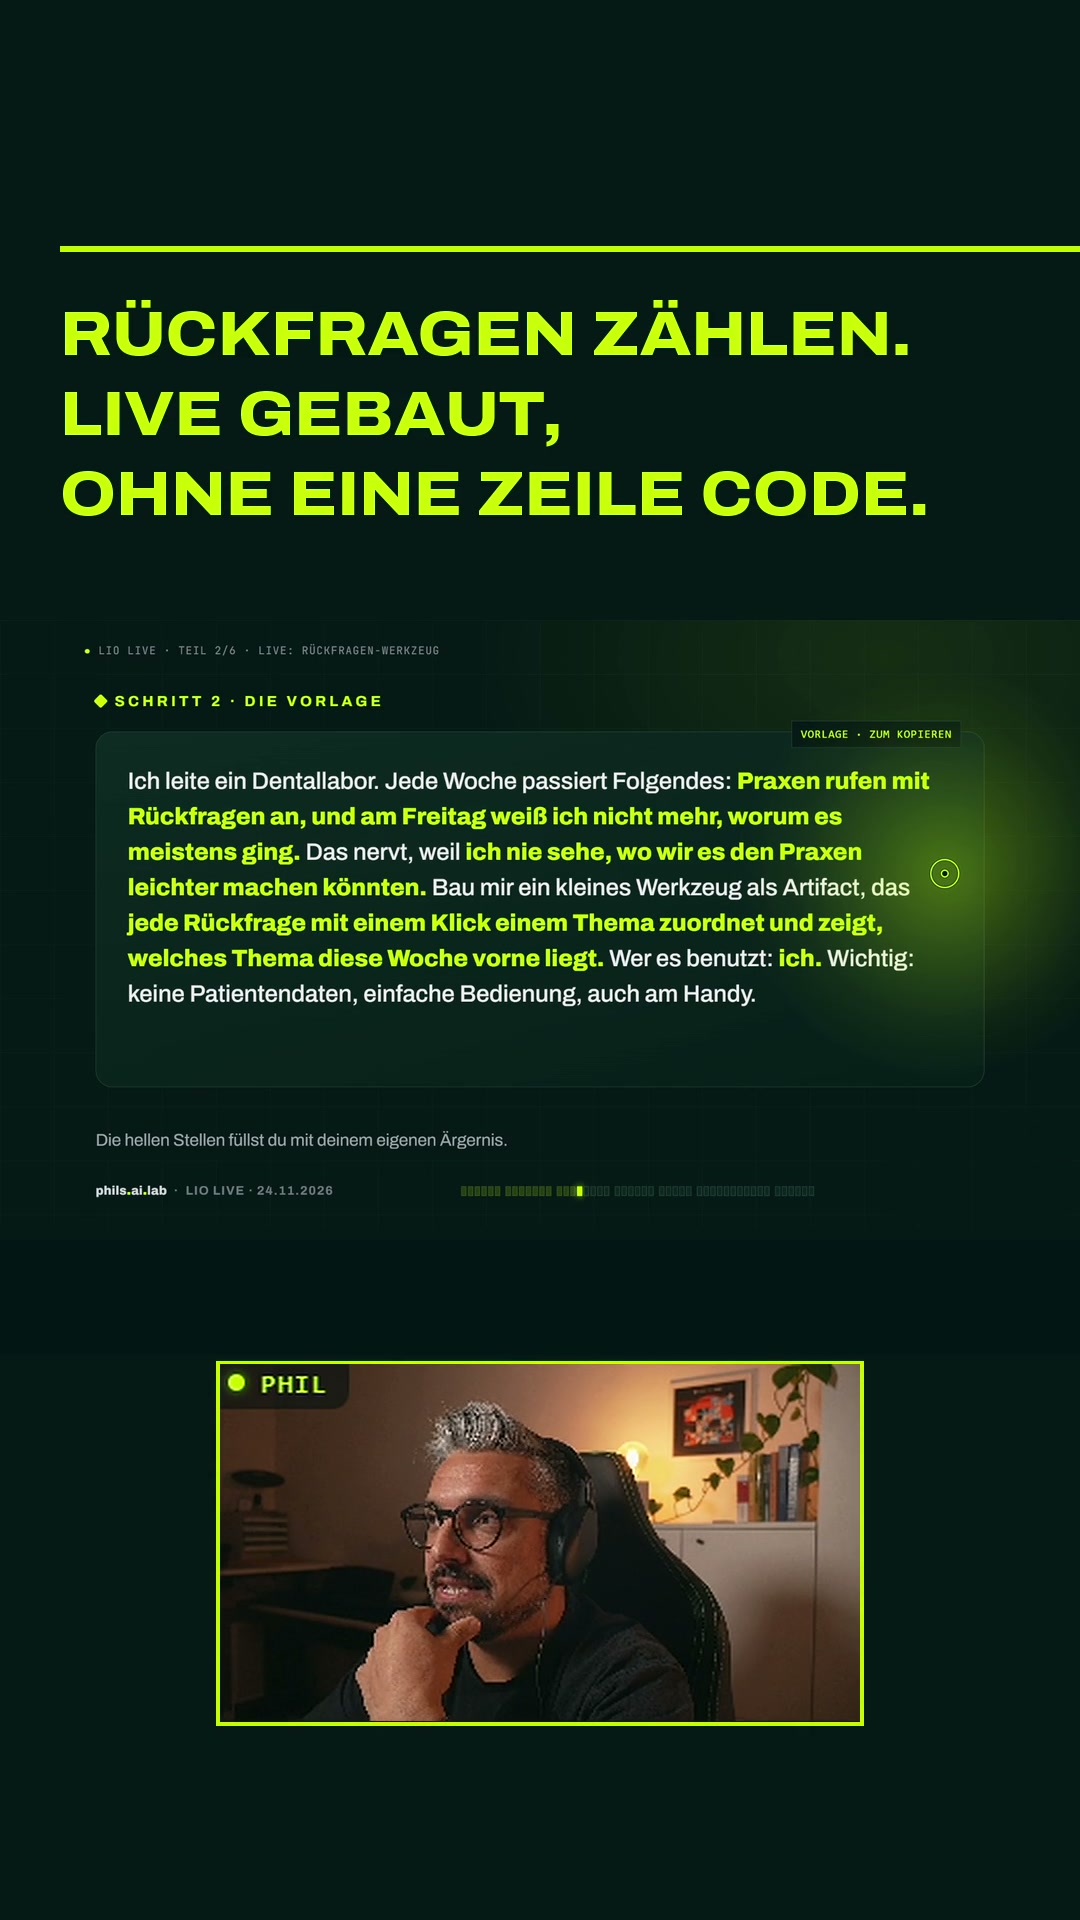 RÜCKFRAGEN ZÄHLEN.
LIVE GEBAUT,
OHNE EINE ZEILE CODE.
LIO LIVE · TEIL 2/6 · LIVE: RÜCKFRAGEN-WERKZEUG
SCHRITT 2 · DIE VORLAGE
VORLAGE · ZUM KOPIEREN
Ich leite ein Dentallabor. Jede Woche passiert Folgendes: Praxen rufen mit
Rückfragen an, und am Freitag weiß ich nicht mehr, worum es
meistens ging. Das nervt, weil ich nie sehe, wo wir es den Praxen
leichter machen könnten. Bau mir ein kleines Werkzeug als Artifact, das
jede Rückfrage mit einem Klick einem Thema zuordnet und zeigt,
welches Thema diese Woche vorne liegt. Wer es benutzt: ich. Wichtig:
keine Patientendaten, einfache Bedienung, auch am Handy.
Die hellen Stellen füllst du mit deinem eigenen Ärgernis.
phils.ai.lab · LIO LIVE · 24.11.2026
PHIL